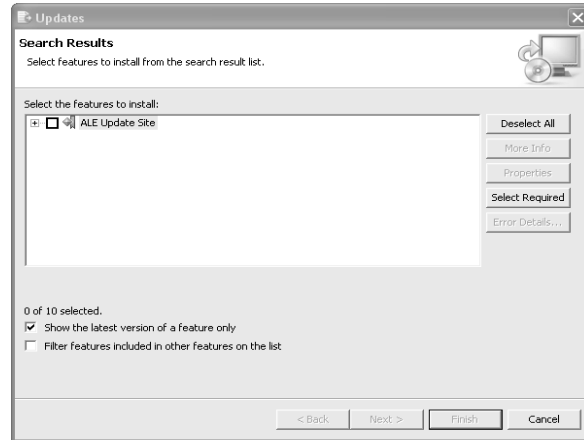 Updates
Search Results
Select features to install from the search result list.
Select the features to install:
ALE Update Site
Deselect All
More Info
Properties
Select Required
Error Details...
0 of 10 selected.
Show the latest version of a feature only
Filter features included in other features on the list
< Back
Next >
Finish
Cancel